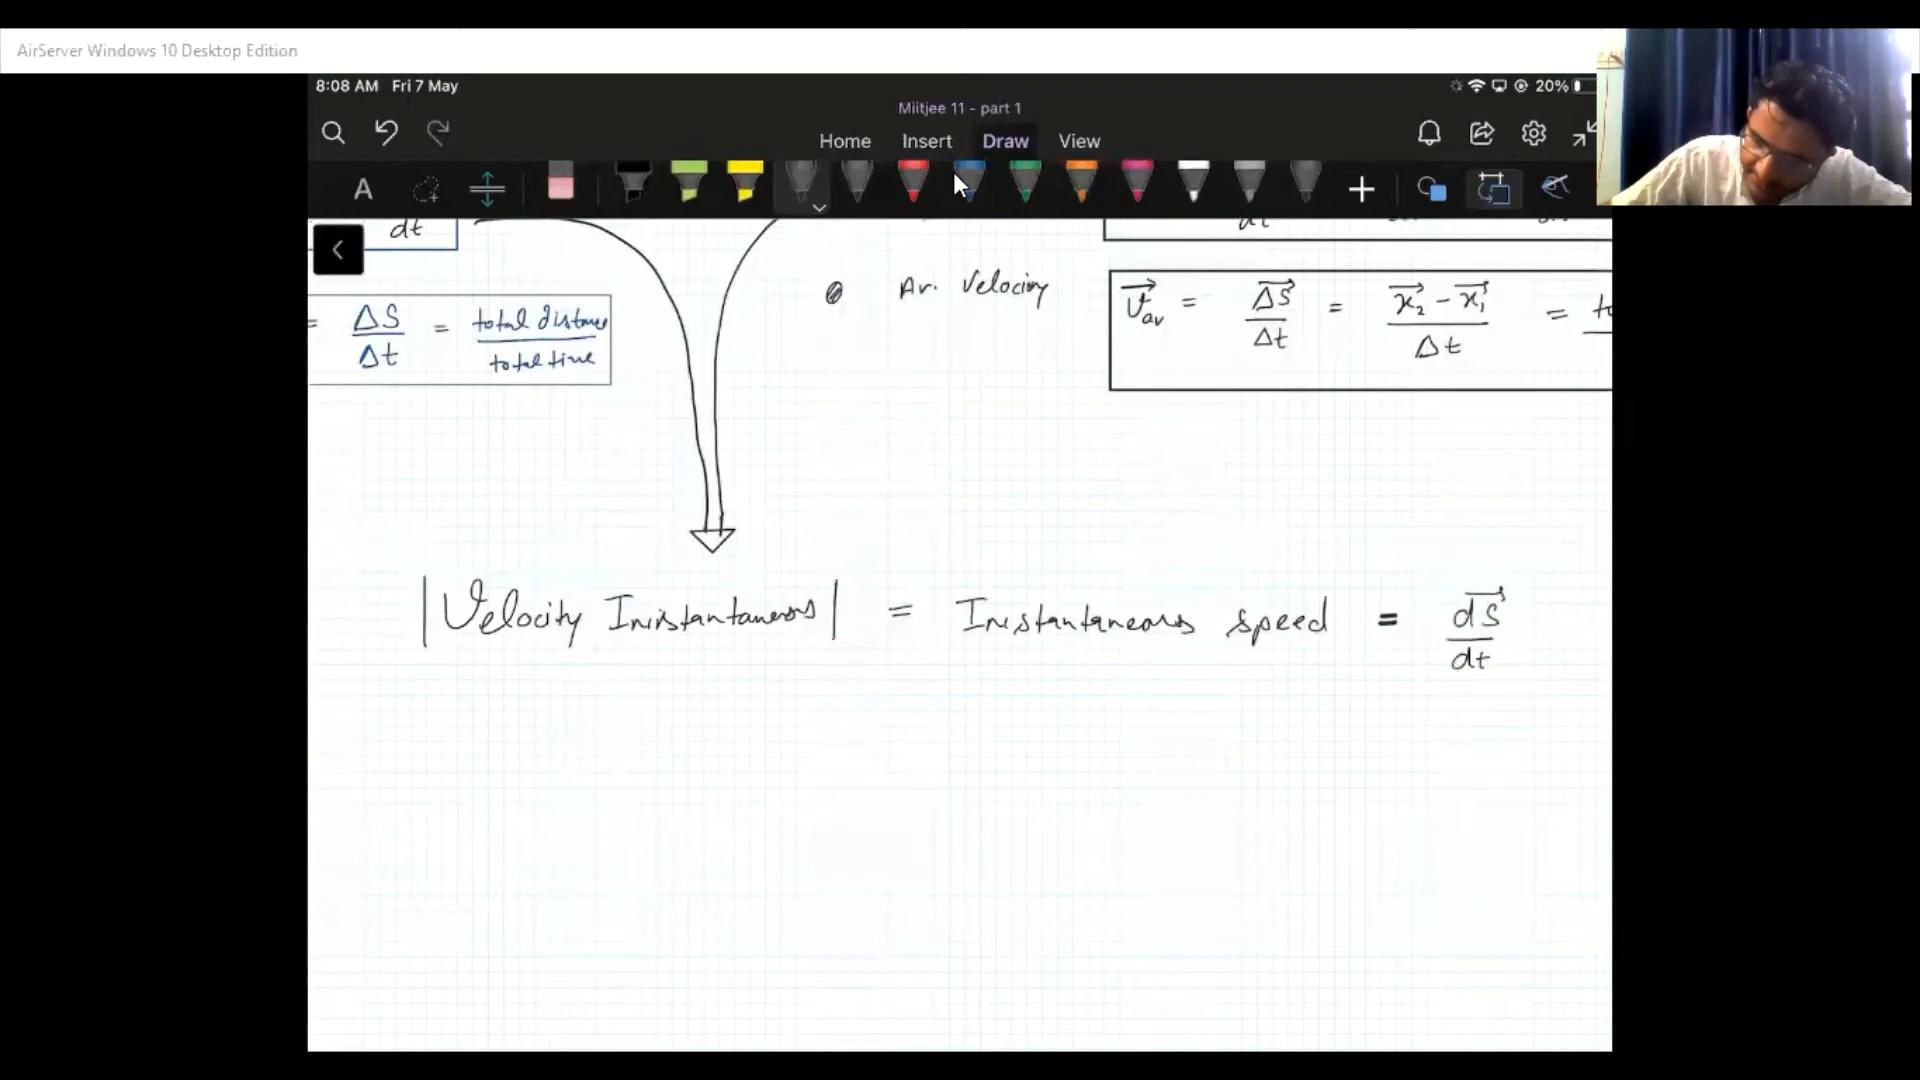 AirServer Windows 10 Desktop Edition
8:08 AM Fri 7 May
20%
Miitjee 11 - part 1
Home Insert Draw View
A
dt
= ΔS / Δt = total distance / total time
Av. Velocity
v⃗av = ΔS⃗ / Δt = (x⃗₂ - x⃗₁) / Δt =
|Velocity Instantaneous| = Instantaneous speed = dS⃗ / dt